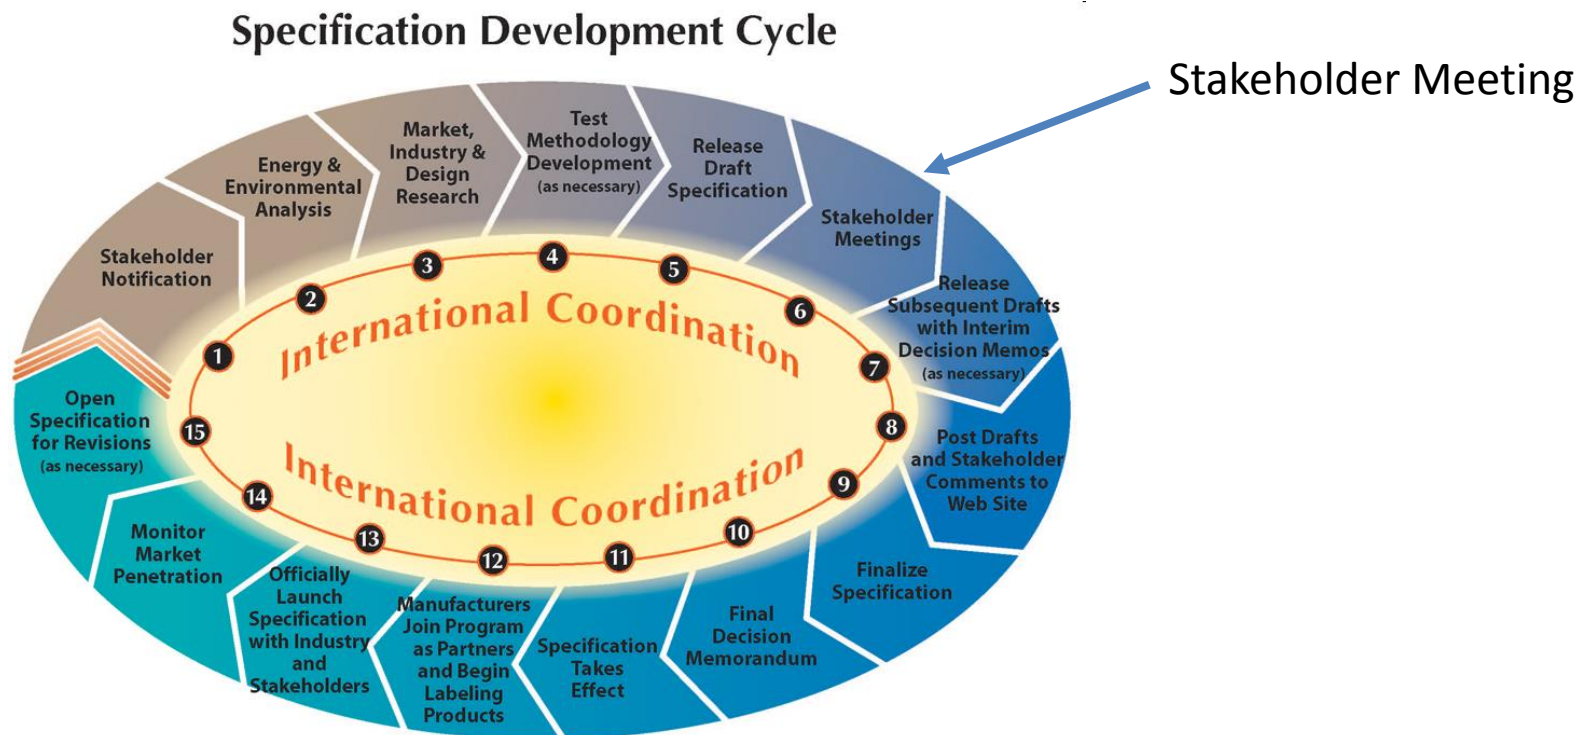 Specification Development Cycle
Stakeholder Meeting
Stakeholder
Notification
Energy &
Environmental
Analysis
Market,
Industry &
Design
Research
Test
Methodology
Development
(as necessary)
Release
Draft
Specification
Stakeholder
Meetings
Release
Subsequent Drafts
with Interim
Decision Memos
(as necessary)
Post Drafts
and Stakeholder
Comments to
Web Site
Finalize
Specification
Final
Decision
Memorandum
Specification
Takes
Effect
Manufacturers
Join Program
as Partners
and Begin
Labeling
Products
Officially
Launch
Specification
with Industry
and
Stakeholders
Monitor
Market
Penetration
Open
Specification
for Revisions
(as necessary)
1
2
3
4
5
6
7
8
9
10
11
12
13
14
15
International Coordination
International Coordination